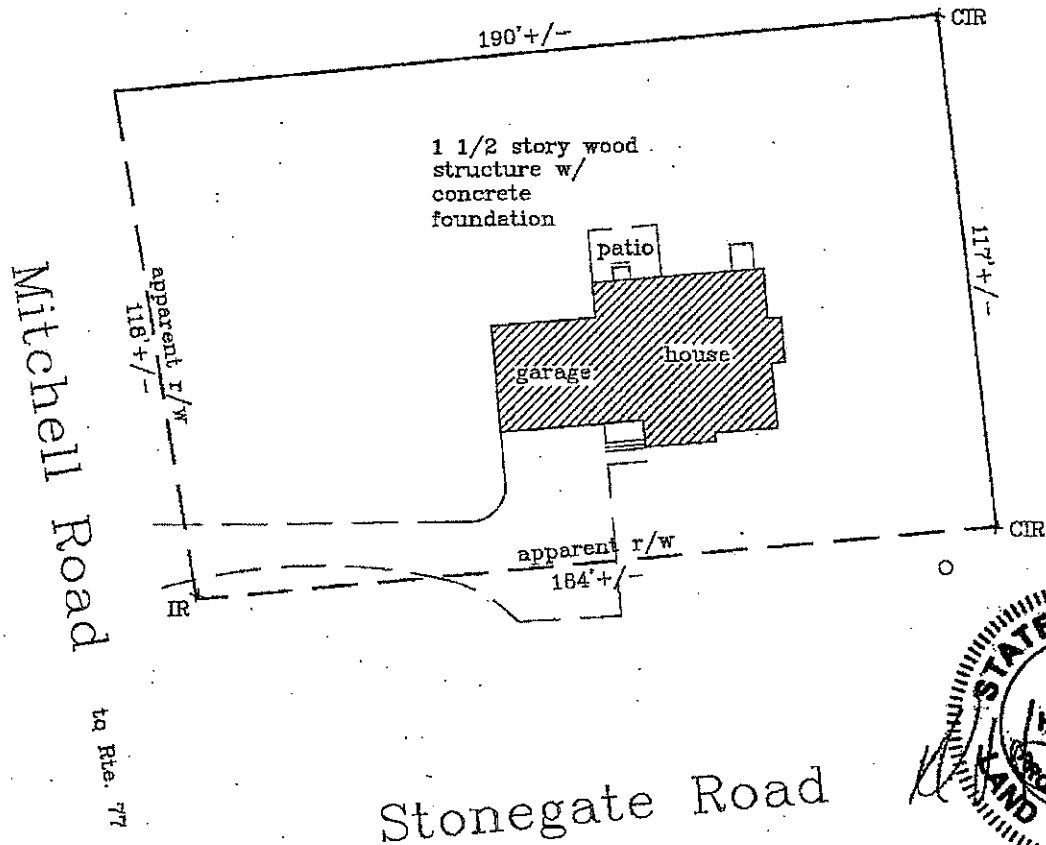 190'+/-
CIR
1 1/2 story wood
structure w/
concrete
foundation
patio
117'+/-
apparent r/w
118'+/-
Mitchell Road
garage
house
apparent r/w
184'+/-
CIR
IR
to Rte. 77
Stonegate Road
STATE
LAND